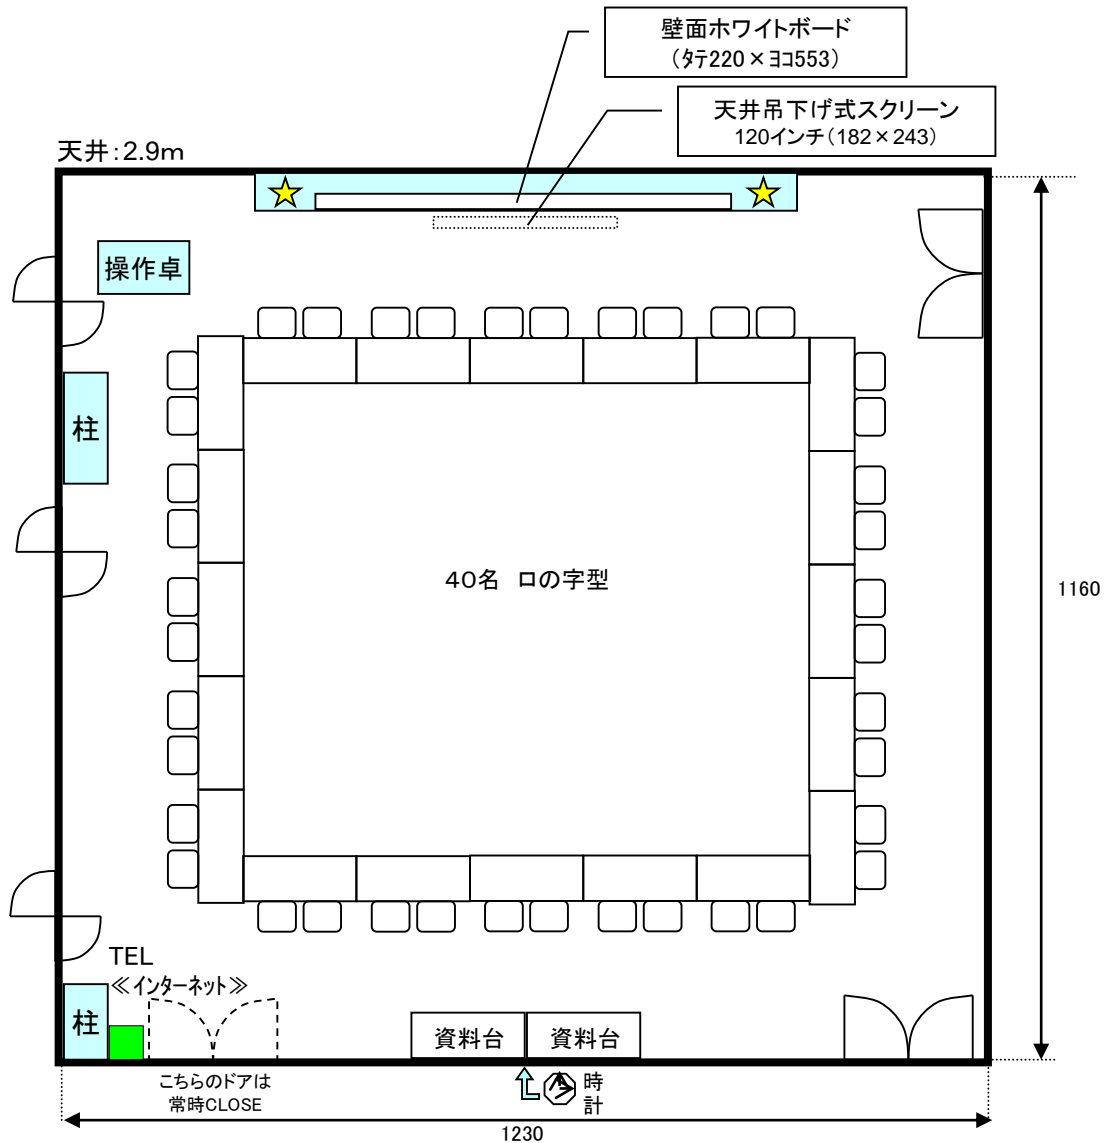 壁面ホワイトボード
（ﾀﾃ220×ﾖｺ553）
天井吊下げ式スクリーン
120インチ（182×243）
天井：2.9m
操作卓
柱
40名　ロの字型
1160
TEL
≪インターネット≫
柱
資料台
資料台
こちらのドアは
常時CLOSE
時
計
1230